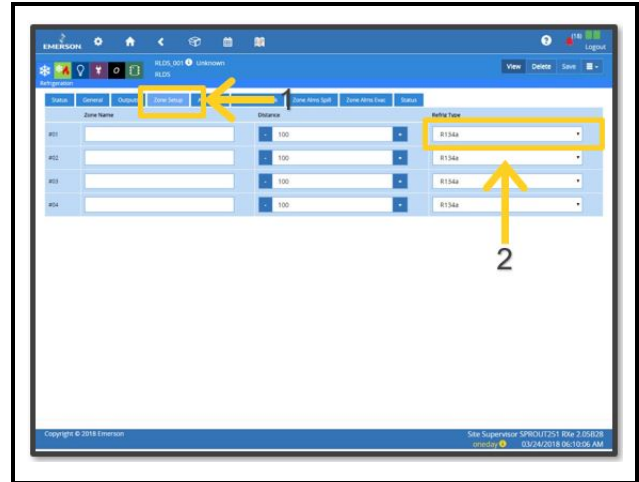 EMERSON
(18)
Logout
RLDS_001 Unknown
RLDS
View Delete Save
Refrigeration
Status General Outputs Zone Setup Zone Alms Spill Zone Alms Evac Status
Zone Name Distance Refrig Type
#01 - 100 + R134a
#02 - 100 + R134a
#03 - 100 + R134a
#04 - 100 + R134a
1
2
Copyright © 2018 Emerson
Site Supervisor SPROUT251 RXe 2.05B28
oneday 03/24/2018 06:10:06 AM